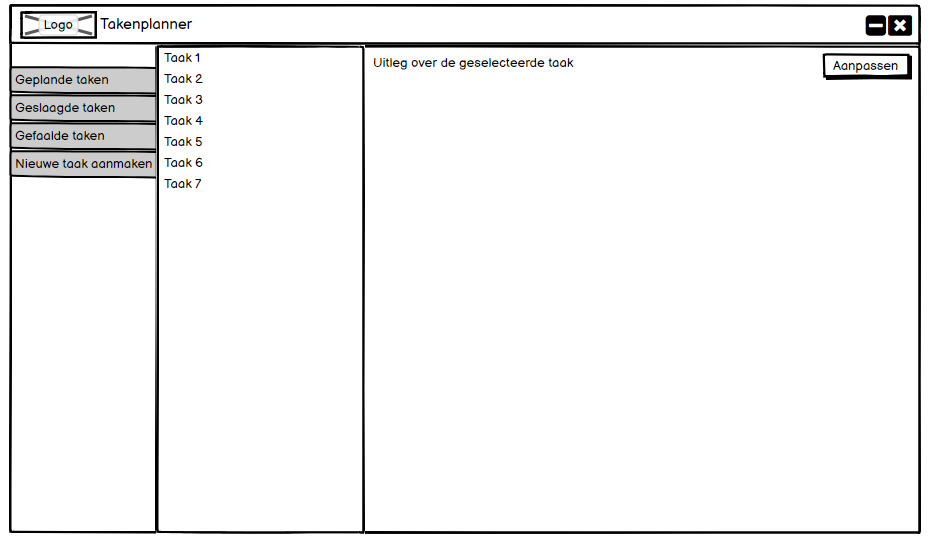 Logo
Takenplanner
Geplande taken
Geslaagde taken
Gefaalde taken
Nieuwe taak aanmaken
Taak 1
Taak 2
Taak 3
Taak 4
Taak 5
Taak 6
Taak 7
Uitleg over de geselecteerde taak
Aanpassen